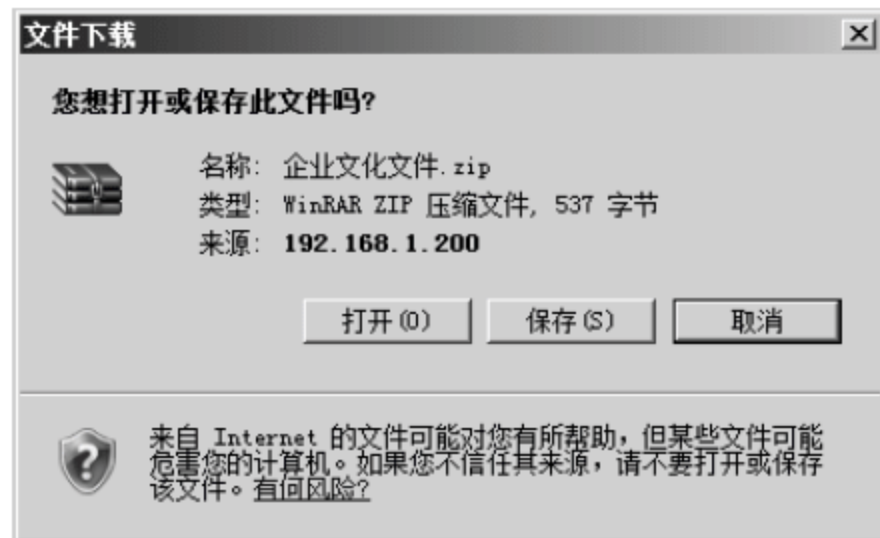 文件下载
您想打开或保存此文件吗?
名称: 企业文化文件.zip
类型: WinRAR ZIP 压缩文件, 537 字节
来源: 192.168.1.200
打开(O) 保存(S) 取消
来自 Internet 的文件可能对您有所帮助,但某些文件可能
危害您的计算机。如果您不信任其来源,请不要打开或保存
该文件。有何风险?